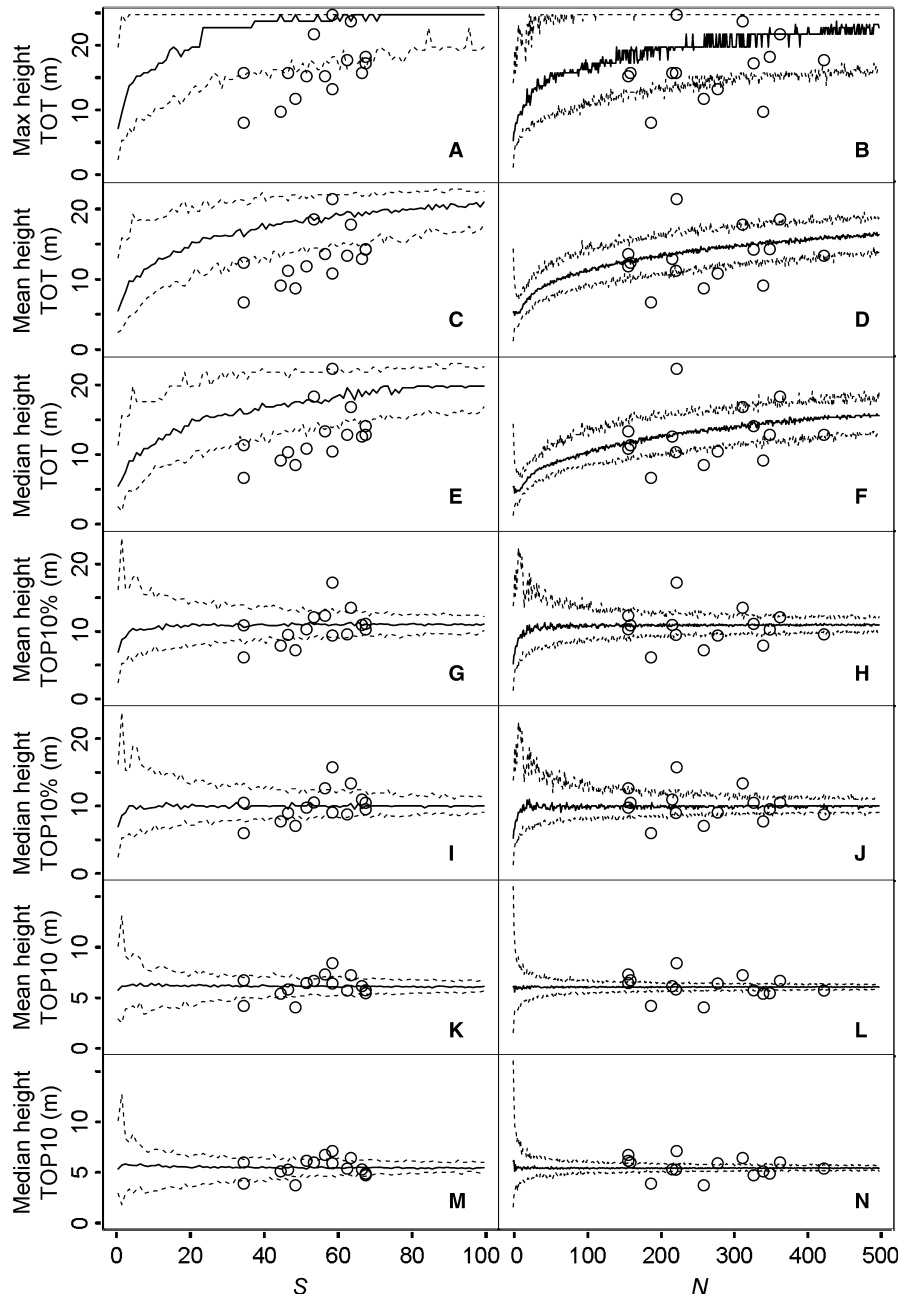 Max height
TOT (m)
0
10
20
A
B
Mean height
TOT (m)
0
10
20
C
D
Median height
TOT (m)
0
10
20
E
F
Mean height
TOP10% (m)
0
10
20
G
H
Median height
TOP10% (m)
0
10
20
I
J
Mean height
TOP10 (m)
0
5
10
K
L
Median height
TOP10 (m)
0
5
10
M
N
0 20 40 60 80 100
0 100 200 300 400 500
S
N